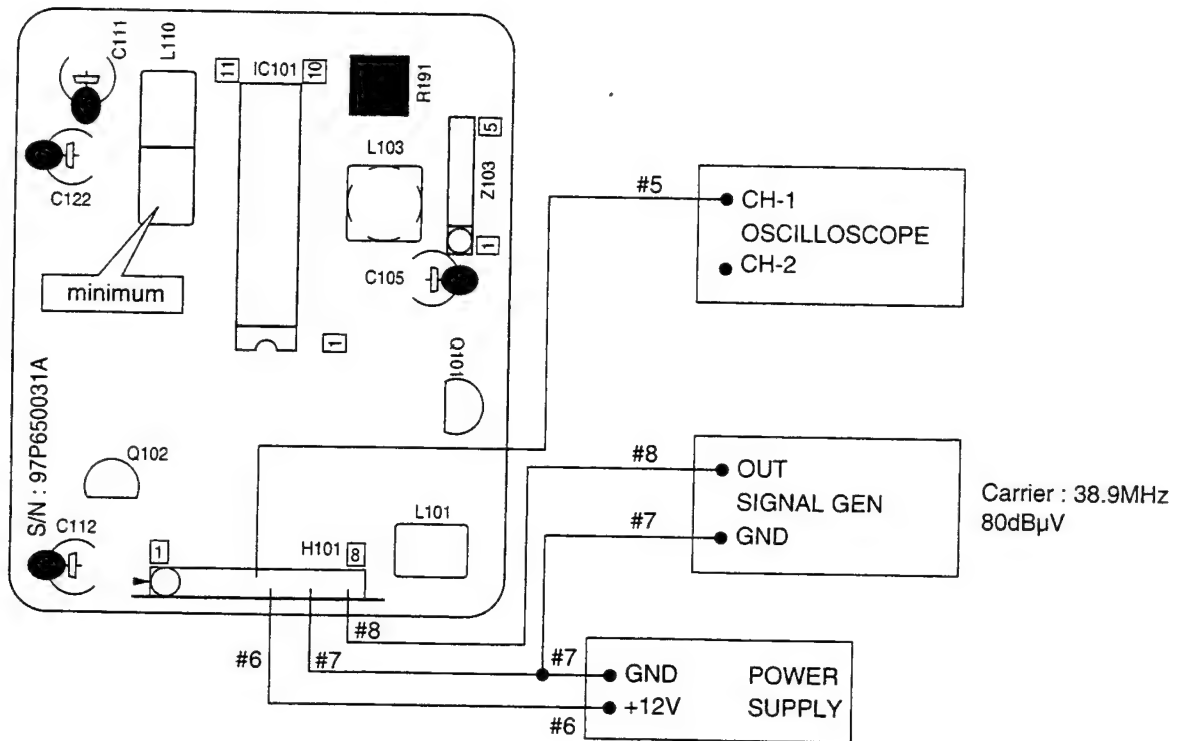 C111
L110
11
IC101
10
R191
C122
L103
5
Z103
1
C105
minimum
1
Q101
S/N : 97P650031A
Q102
C112
1
H101
8
L101
#5
CH-1
OSCILLOSCOPE
CH-2
#8
OUT
SIGNAL GEN
#7
GND
Carrier : 38.9MHz
80dBμV
#8
#6
#7
#7
GND
POWER
+12V
SUPPLY
#6